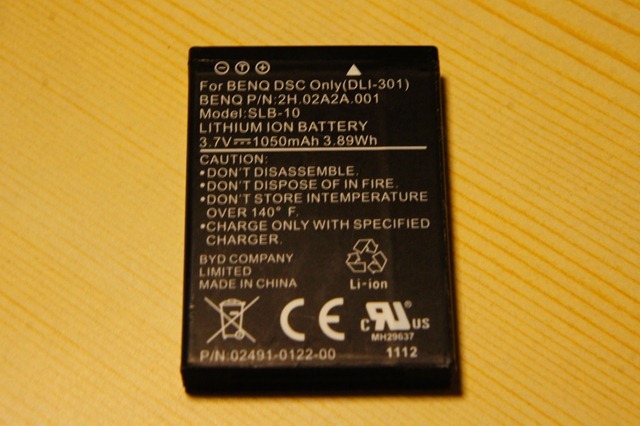 - T +
For BENQ DSC Only(DLI-301)
BENQ P/N:2H.02A2A.001
Model:SLB-10
LITHIUM ION BATTERY
3.7V⎓1050mAh 3.89Wh
CAUTION:
•DON'T DISASSEMBLE.
•DON'T DISPOSE OF IN FIRE.
•DON'T STORE INTEMPERATURE
OVER 140° F.
•CHARGE ONLY WITH SPECIFIED
CHARGER.
BYD COMPANY
LIMITED
MADE IN CHINA
Li-ion
CE
c RU US
MH29637
P/N:02491-0122-00
1112